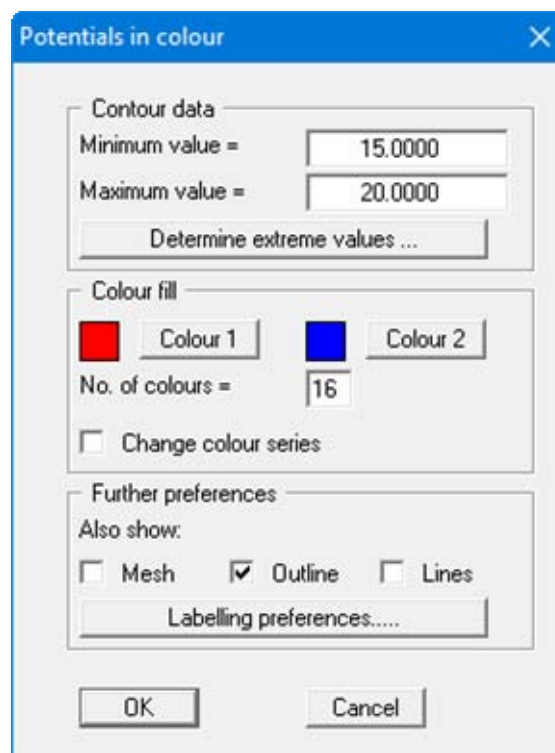 Potentials in colour
Contour data
Minimum value = 15.0000
Maximum value = 20.0000
Determine extreme values ...
Colour fill
Colour 1 Colour 2
No. of colours = 16
Change colour series
Further preferences
Also show:
Mesh Outline Lines
Labelling preferences.....
OK Cancel